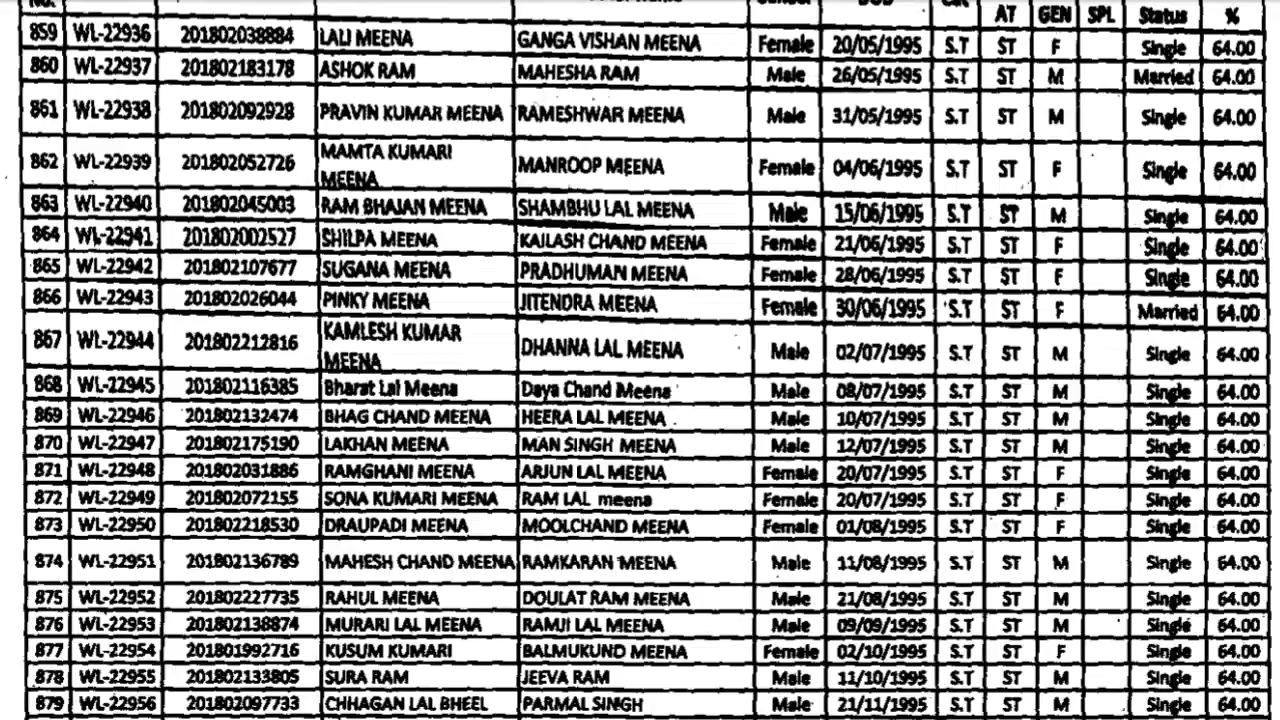 No.
AT GEN SPL Status %
859 WL-22936 201802038884 LALI MEENA GANGA VISHAN MEENA Female 20/05/1995 S.T ST F Single 64.00
860 WL-22937 201802183178 ASHOK RAM MAHESHA RAM Male 26/05/1995 S.T ST M Married 64.00
861 WL-22938 201802092928 PRAVIN KUMAR MEENA RAMESHWAR MEENA Male 31/05/1995 S.T ST M Single 64.00
862 WL-22939 201802052726 MAMTA KUMARI MEENA MANROOP MEENA Female 04/06/1995 S.T ST F Single 64.00
863 WL-22940 201802045003 RAM BHAJAN MEENA SHAMBHU LAL MEENA Male 15/06/1995 S.T ST M Single 64.00
864 WL-22941 201802002527 SHILPA MEENA KAILASH CHAND MEENA Female 21/06/1995 S.T ST F Single 64.00
865 WL-22942 201802107677 SUGANA MEENA PRADHUMAN MEENA Female 28/06/1995 S.T ST F Single 64.00
866 WL-22943 201802026044 PINKY MEENA JITENDRA MEENA Female 30/06/1995 S.T ST F Married 64.00
867 WL-22944 201802212816 KAMLESH KUMAR MEENA DHANNA LAL MEENA Male 02/07/1995 S.T ST M Single 64.00
868 WL-22945 201802116385 Bharat Lal Meena Daya Chand Meena Male 08/07/1995 S.T ST M Single 64.00
869 WL-22946 201802132474 BHAG CHAND MEENA HEERA LAL MEENA Male 10/07/1995 S.T ST M Single 64.00
870 WL-22947 201802175190 LAKHAN MEENA MAN SINGH MEENA Male 12/07/1995 S.T ST M Single 64.00
871 WL-22948 201802031886 RAMGHANI MEENA ARJUN LAL MEENA Female 20/07/1995 S.T ST F Single 64.00
872 WL-22949 201802072155 SONA KUMARI MEENA RAM LAL meena Female 20/07/1995 S.T ST F Single 64.00
873 WL-22950 201802218530 DRAUPADI MEENA MOOLCHAND MEENA Female 01/08/1995 S.T ST F Single 64.00
874 WL-22951 201802136789 MAHESH CHAND MEENA RAMKARAN MEENA Male 11/08/1995 S.T ST M Single 64.00
875 WL-22952 201802227735 RAHUL MEENA DOULAT RAM MEENA Male 21/08/1995 S.T ST M Single 64.00
876 WL-22953 201802138874 MURARI LAL MEENA RAMJI LAL MEENA Male 09/09/1995 S.T ST M Single 64.00
877 WL-22954 201801992716 KUSUM KUMARI BALMUKUND MEENA Female 02/10/1995 S.T ST F Single 64.00
878 WL-22955 201802133805 SURA RAM JEEVA RAM Male 11/10/1995 S.T ST M Single 64.00
879 WL-22956 201802097733 CHHAGAN LAL BHEEL PARMAL SINGH Male 21/11/1995 S.T ST M Single 64.00